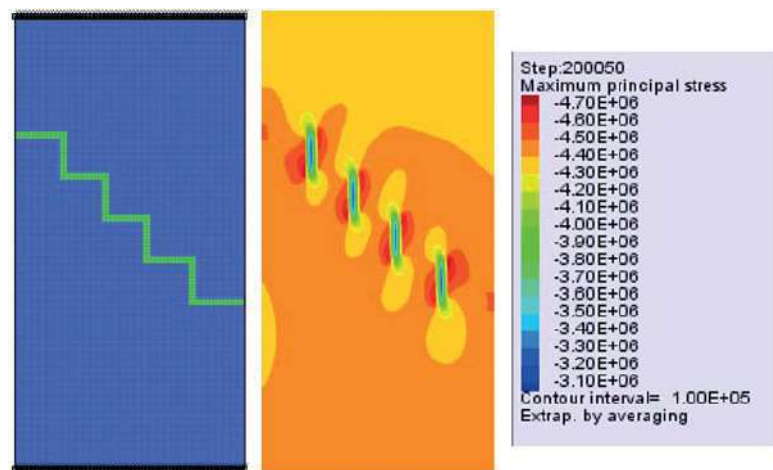 Step:200050
Maximum principal stress
-4.70E+06
-4.60E+06
-4.50E+06
-4.40E+06
-4.30E+06
-4.20E+06
-4.10E+06
-4.00E+06
-3.90E+06
-3.80E+06
-3.70E+06
-3.60E+06
-3.50E+06
-3.40E+06
-3.30E+06
-3.20E+06
-3.10E+06
Contour interval= 1.00E+05
Extrap. by averaging